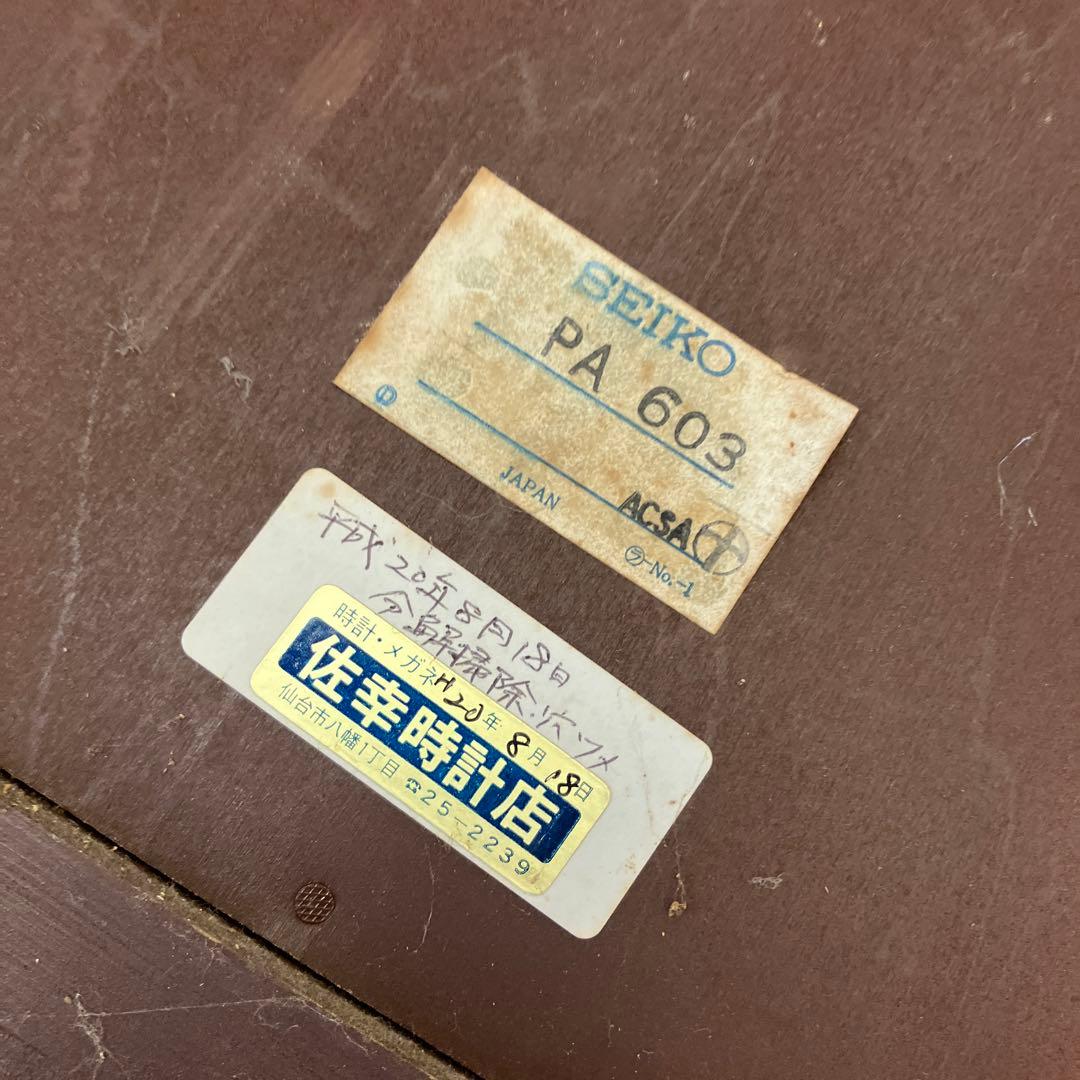 SEIKO
PA 603
JAPAN
ACSA
ラ-No.-1
平成20年8月18日
分解掃除.穴ツメ
時計・メガネ
H20年8月18日
佐幸時計店
仙台市八幡1丁目 ☎25-2239